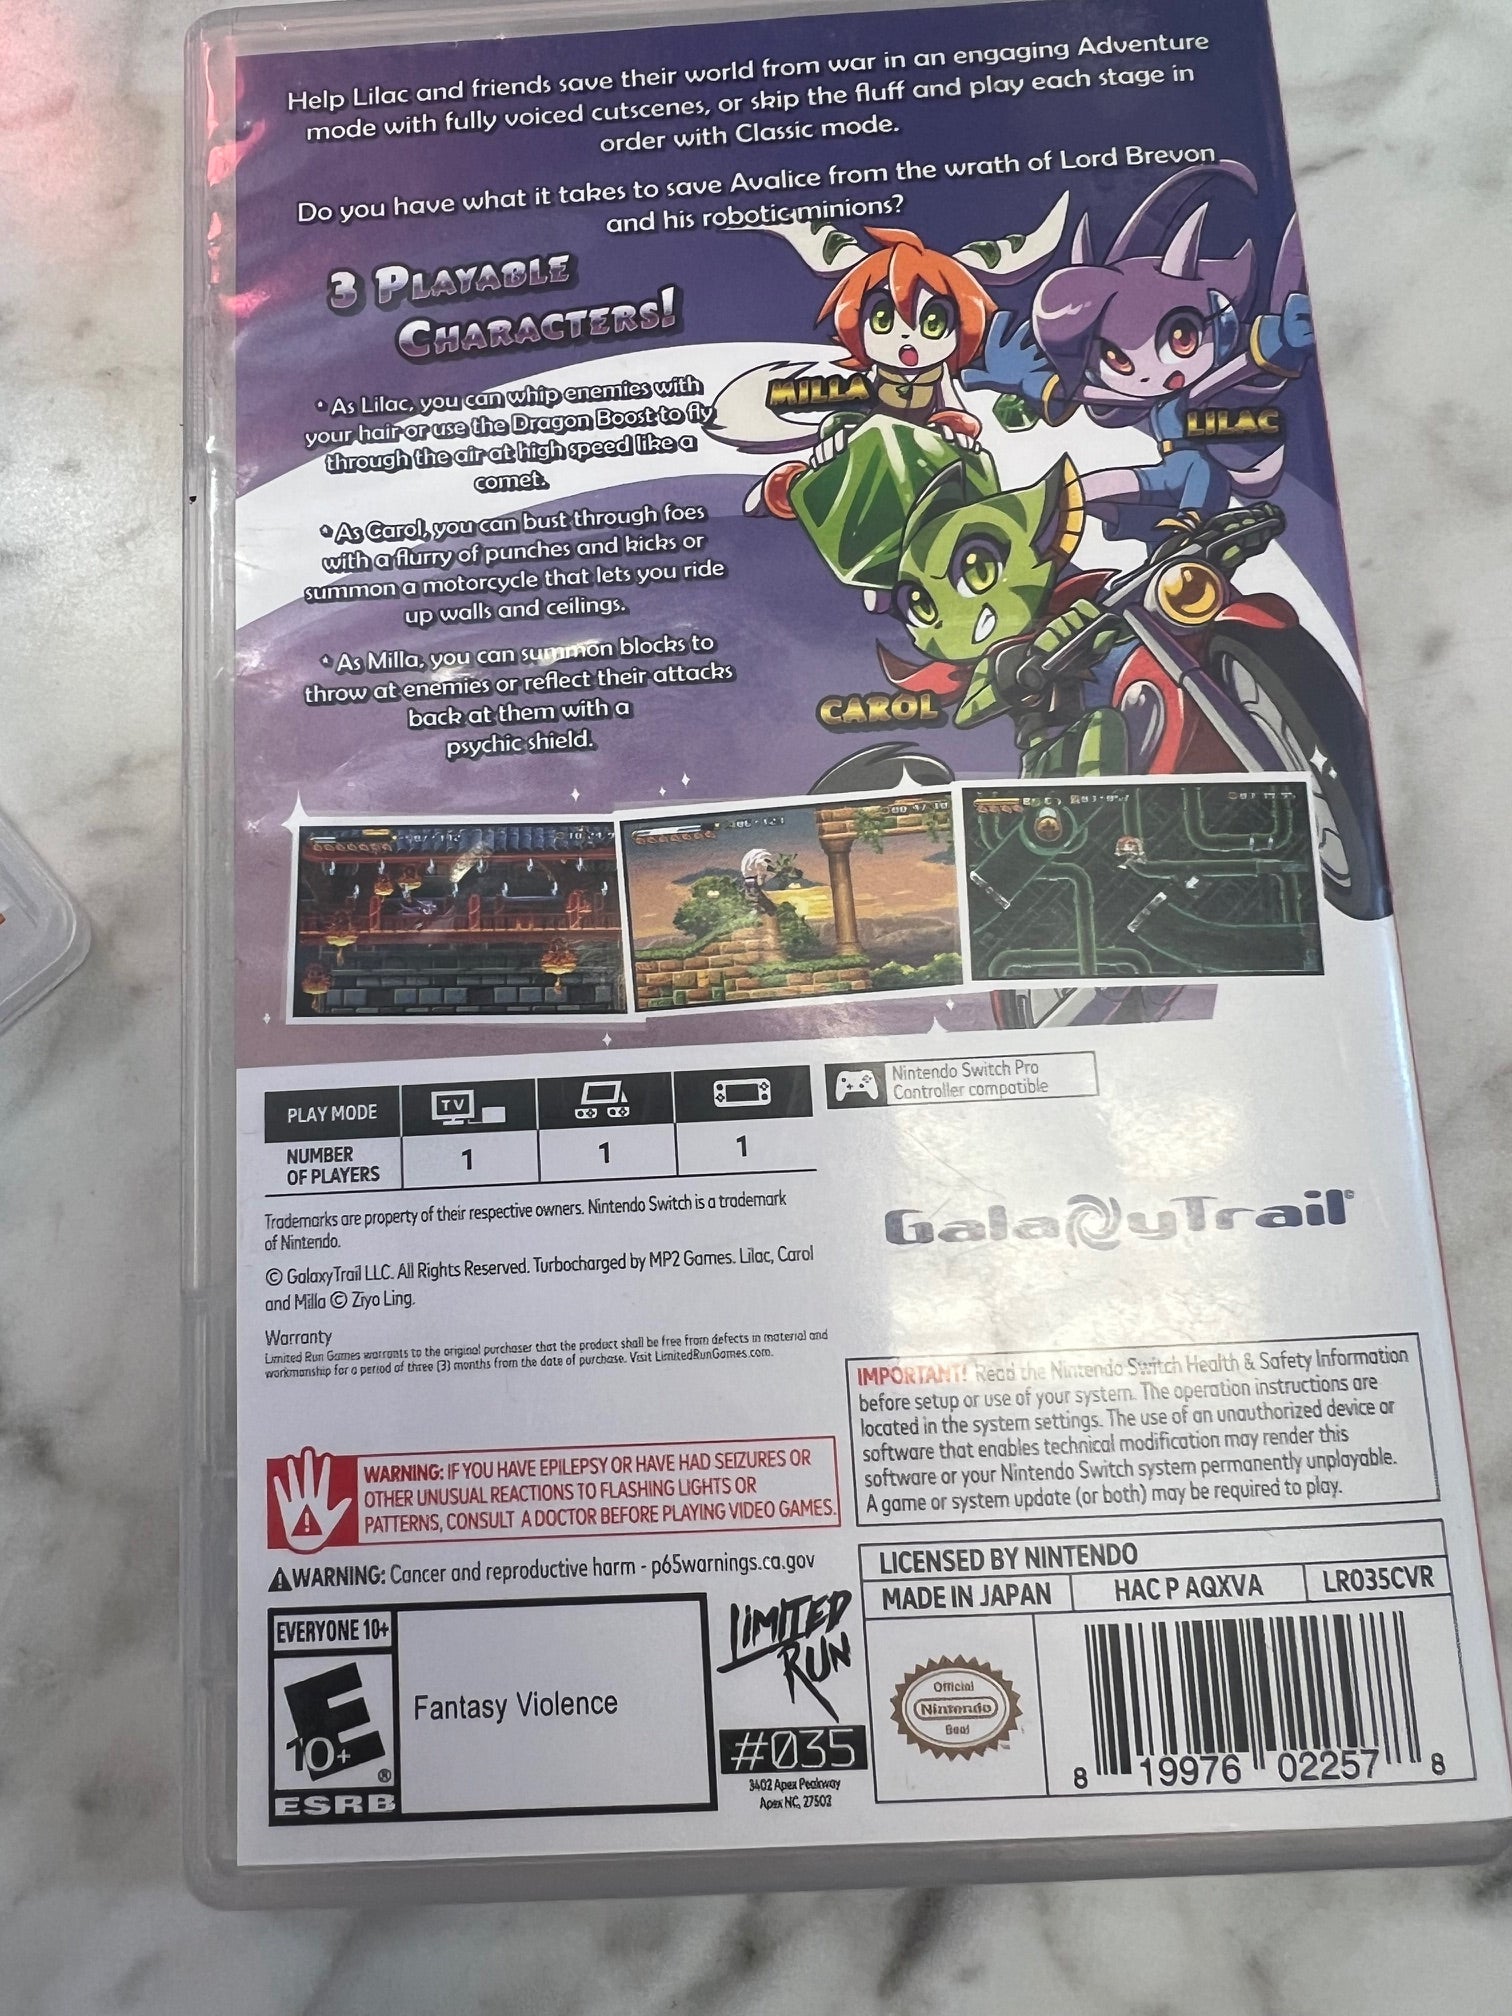 Help Lilac and friends save their world from war in an engaging Adventure
mode with fully voiced cutscenes, or skip the fluff and play each stage in
order with Classic mode.
Do you have what it takes to save Avalice from the wrath of Lord Brevon
and his robotic minions?
3 PLAYABLE
CHARACTERS!
• As Lilac, you can whip enemies with
your hair or use the Dragon Boost to fly
through the air at high speed like a
comet.
• As Carol, you can bust through foes
with a flurry of punches and kicks or
summon a motorcycle that lets you ride
up walls and ceilings.
• As Milla, you can summon blocks to
throw at enemies or reflect their attacks
back at them with a
psychic shield.
MILLA
LILAC
CAROL
PLAY MODE
TV
NUMBER
OF PLAYERS
1
1
1
Nintendo Switch Pro
Controller compatible
Trademarks are property of their respective owners. Nintendo Switch is a trademark
of Nintendo.
© GalaxyTrail LLC. All Rights Reserved. Turbocharged by MP2 Games. Lilac, Carol
and Milla © Ziyo Ling.
Warranty
Limited Run Games warrants to the original purchaser that the product shall be free from defects in material and
workmanship for a period of three (3) months from the date of purchase. Visit LimitedRunGames.com.
GalaxyTrail®
IMPORTANT! Read the Nintendo Switch Health & Safety Information
before setup or use of your system. The operation instructions are
located in the system settings. The use of an unauthorized device or
software that enables technical modification may render this
software or your Nintendo Switch system permanently unplayable.
A game or system update (or both) may be required to play.
WARNING: IF YOU HAVE EPILEPSY OR HAVE HAD SEIZURES OR
OTHER UNUSUAL REACTIONS TO FLASHING LIGHTS OR
PATTERNS, CONSULT A DOCTOR BEFORE PLAYING VIDEO GAMES.
WARNING: Cancer and reproductive harm - p65warnings.ca.gov
EVERYONE 10+
E
10+
®
ESRB
Fantasy Violence
LIMITED
RUN
#035
3402 Apex Peakway
Apex NC, 27502
LICENSED BY NINTENDO
MADE IN JAPAN
HAC P AQXVA
LR035CVR
Official
Nintendo
Seal
8 19976 02257 8